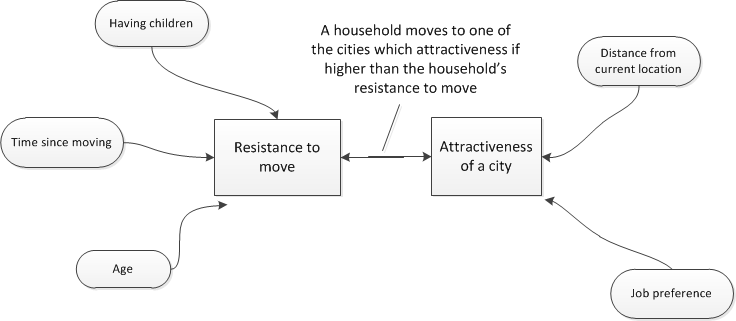 Having children
A household moves to one of
the cities which attractiveness if
higher than the household's
resistance to move
Distance from
current location
Time since moving
Resistance to
move
Attractiveness
of a city
Age
Job preference